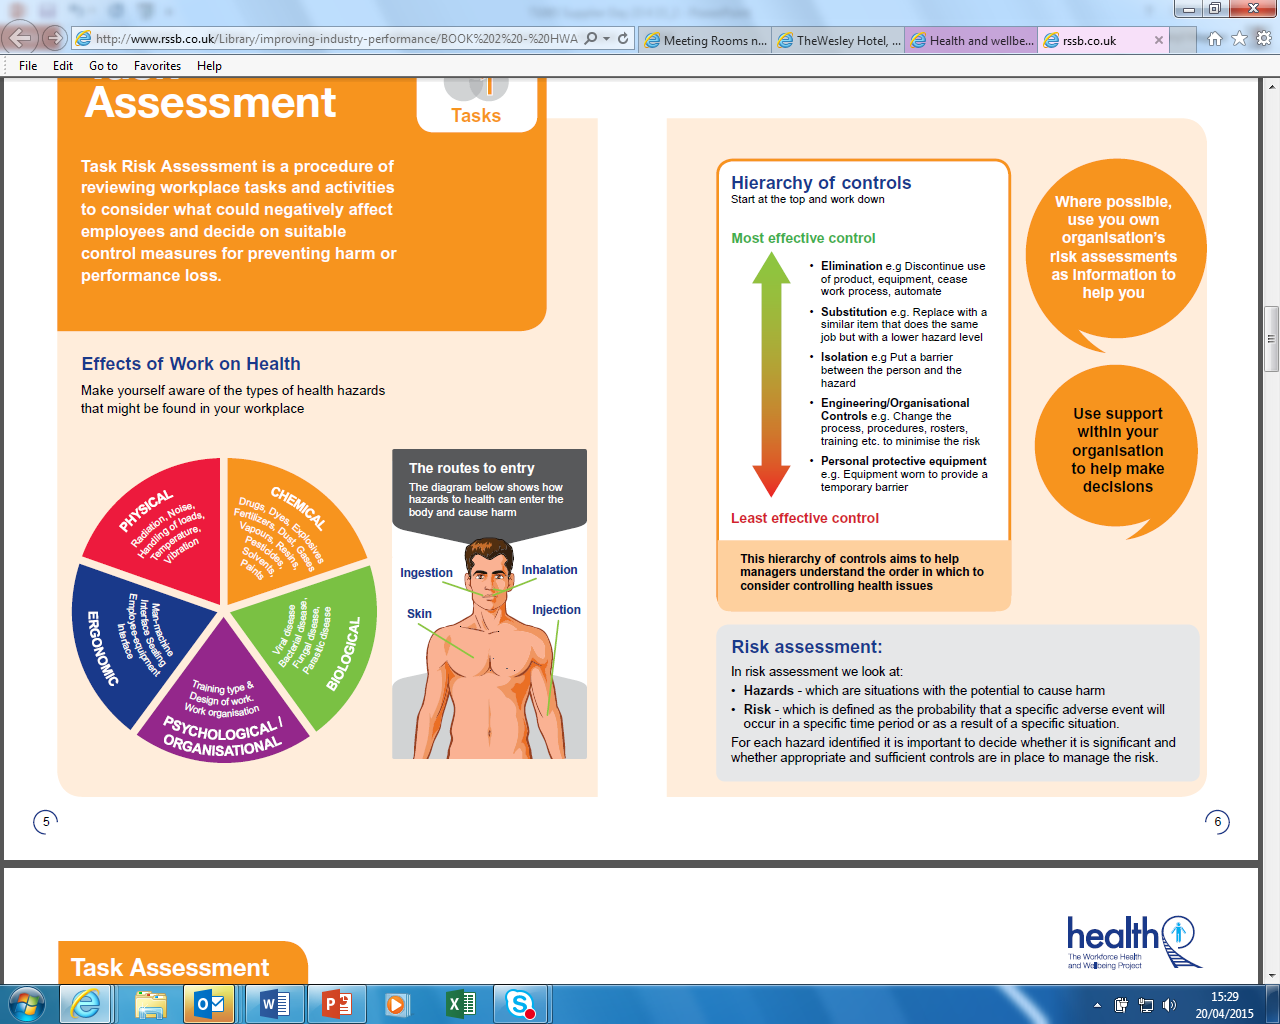 http://www.rssb.co.uk/Library/improving-industry-performance/BOOK%202%20-%20HWA
Meeting Rooms n...
TheWesley Hotel, ...
Health and wellbe...
rssb.co.uk
File Edit Go to Favorites Help
Assessment
Tasks
Task Risk Assessment is a procedure of
reviewing workplace tasks and activities
to consider what could negatively affect
employees and decide on suitable
control measures for preventing harm or
performance loss.
Effects of Work on Health
Make yourself aware of the types of health hazards
that might be found in your workplace
PHYSICAL
Radiation, Noise,
Handling of loads,
Temperature,
Vibration
CHEMICAL
Drugs, Dyes, Explosives
Fertilizers, Dust, Gases
Vapours, Resins,
Pesticides,
Solvents,
Paints
BIOLOGICAL
Viral disease
Bacterial disease,
Fungal disease,
Parasitic disease
PSYCHOLOGICAL /
ORGANISATIONAL
Training type &
Design of work.
Work organisation
ERGONOMIC
Man-machine
Interface Seating
Employee-equipment
Interface
The routes to entry
The diagram below shows how
hazards to health can enter the
body and cause harm
Ingestion
Inhalation
Skin
Injection
5
Hierarchy of controls
Start at the top and work down
Most effective control
• Elimination e.g Discontinue use
of product, equipment, cease
work process, automate
• Substitution e.g. Replace with a
similar item that does the same
job but with a lower hazard level
• Isolation e.g Put a barrier
between the person and the
hazard
• Engineering/Organisational
Controls e.g. Change the
process, procedures, rosters,
training etc. to minimise the risk
• Personal protective equipment
e.g. Equipment worn to provide a
temporary barrier
Least effective control
This hierarchy of controls aims to help
managers understand the order in which to
consider controlling health issues
Where possible,
use you own
organisation's
risk assessments
as information to
help you
Use support
within your
organisation
to help make
decisions
Risk assessment:
In risk assessment we look at:
• Hazards - which are situations with the potential to cause harm
• Risk - which is defined as the probability that a specific adverse event will
occur in a specific time period or as a result of a specific situation.
For each hazard identified it is important to decide whether it is significant and
whether appropriate and sufficient controls are in place to manage the risk.
6
Task Assessment
health
The Workforce Health
and Wellbeing Project
15:29
20/04/2015